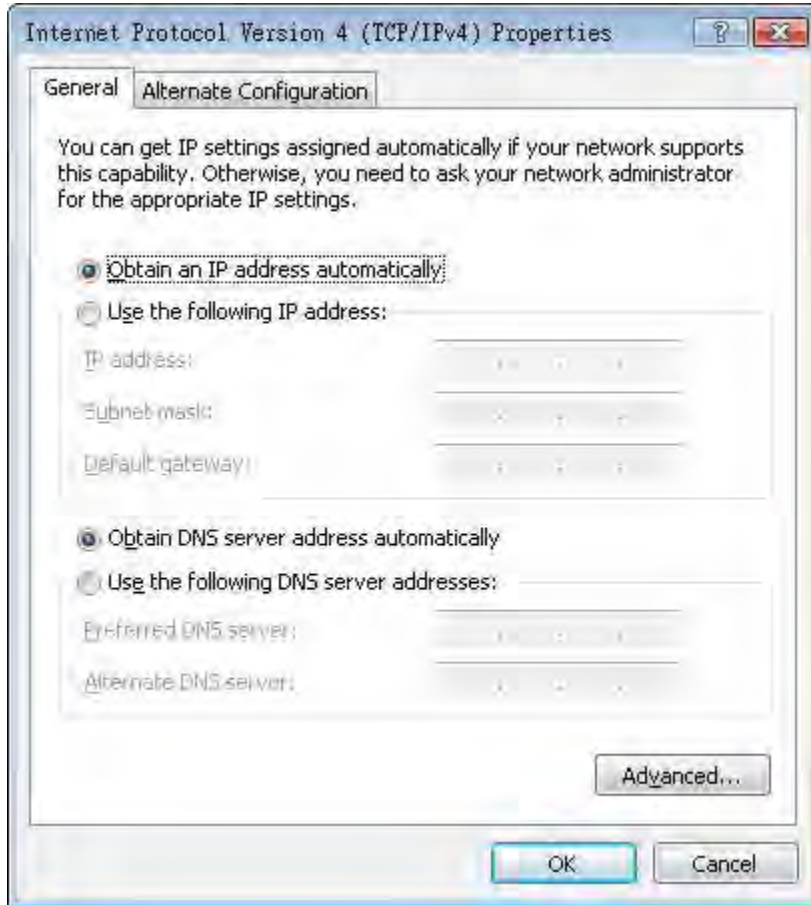 Internet Protocol Version 4 (TCP/IPv4) Properties
General
Alternate Configuration
You can get IP settings assigned automatically if your network supports
this capability. Otherwise, you need to ask your network administrator
for the appropriate IP settings.
Obtain an IP address automatically
Use the following IP address:
IP address:
Subnet mask:
Default gateway:
Obtain DNS server address automatically
Use the following DNS server addresses:
Preferred DNS server:
Alternate DNS server:
Advanced...
OK
Cancel